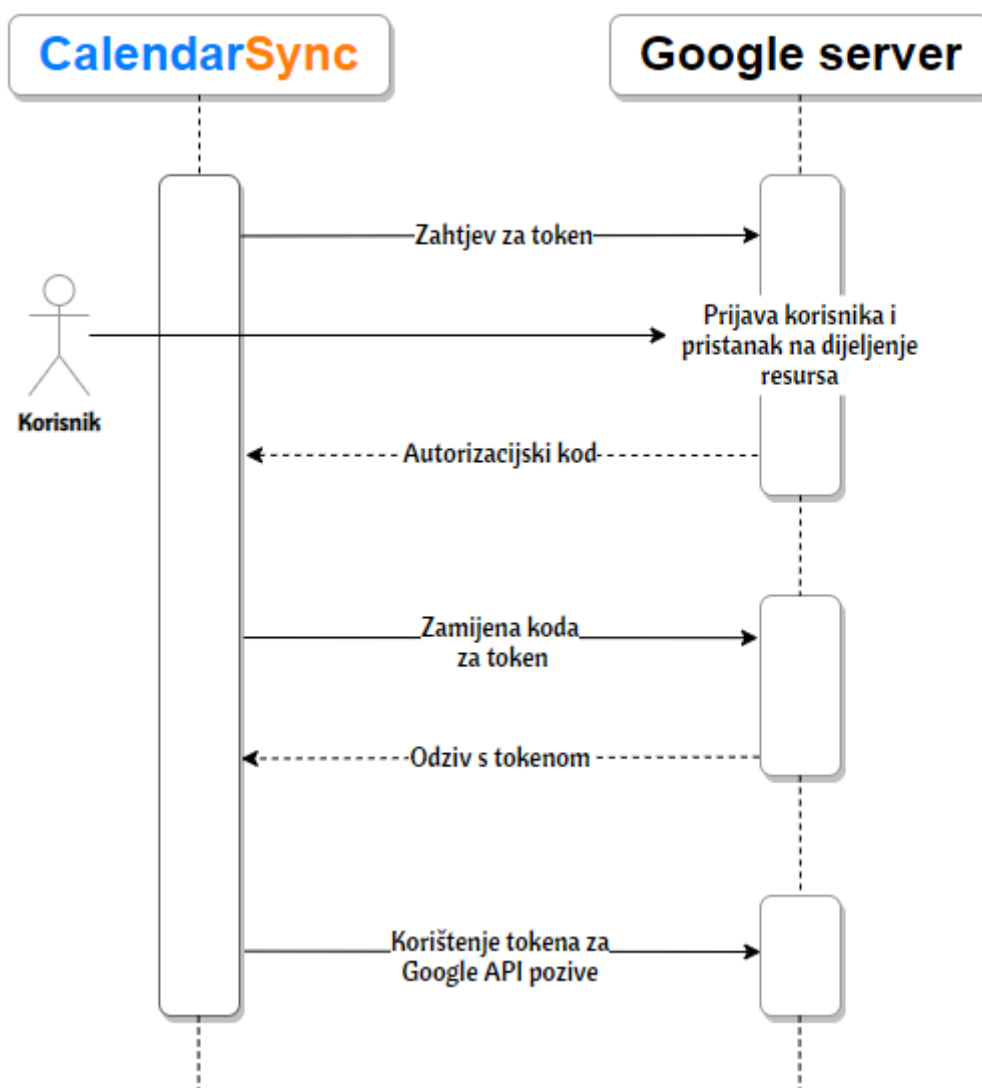 CalendarSync
Google server
Zahtjev za token
Prijava korisnika i
pristanak na dijeljenje
resursa
Korisnik
Autorizacijski kod
Zamijena koda
za token
Odziv s tokenom
Korištenje tokena za
Google API pozive